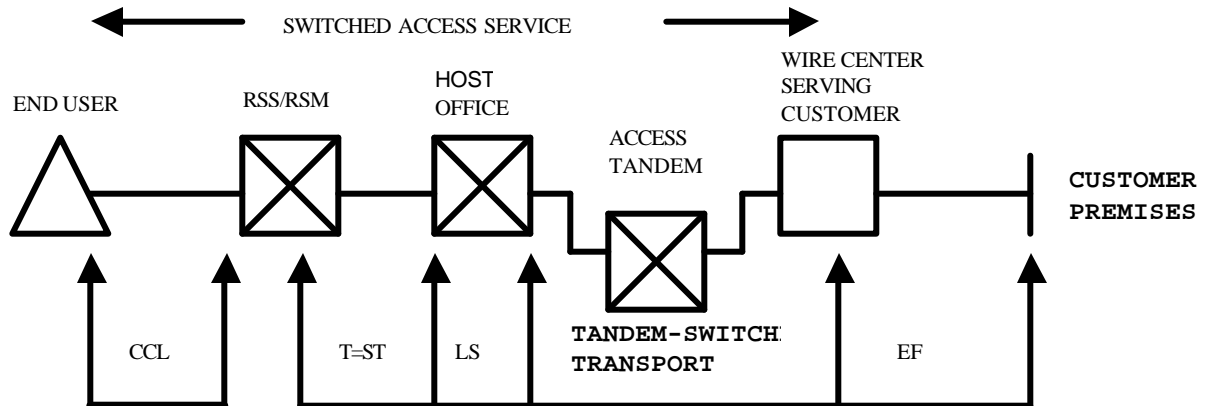 SWITCHED ACCESS SERVICE
WIRE CENTER
SERVING
CUSTOMER
HOST
OFFICE
RSS/RSM
END USER
ACCESS
TANDEM
CUSTOMER
PREMISES
TANDEM-SWITCH
TRANSPORT
CCL
T=ST
LS
EF